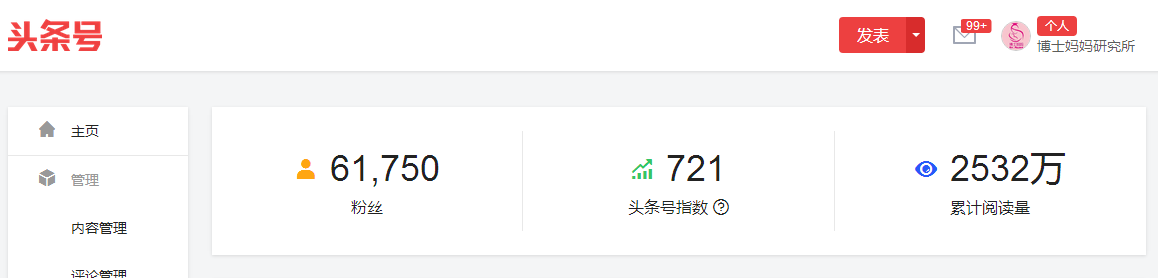 头条号
发表
99+
个人
博士妈妈研究所
主页
管理
内容管理
评论管理
61,750
粉丝
721
头条号指数
2532万
累计阅读量